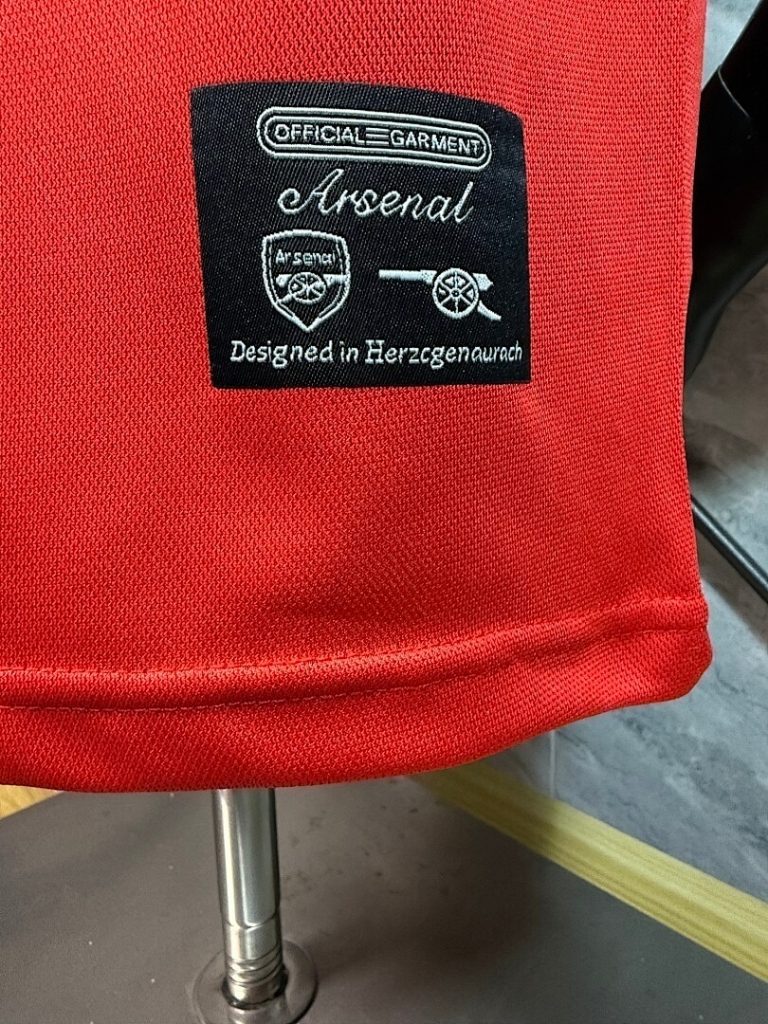 OFFICIAL GARMENT
Arsenal
Arsenal
Designed in Herzcgenaurach